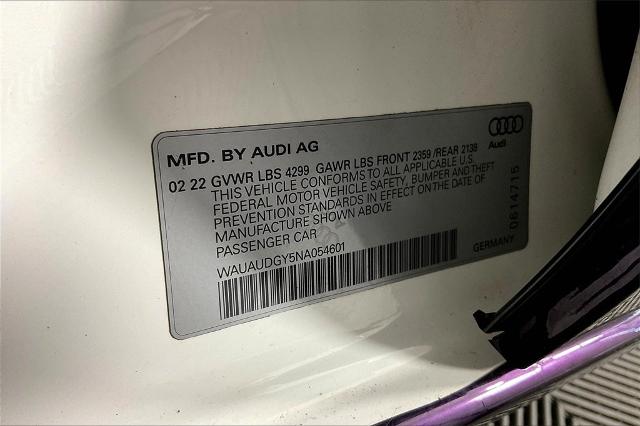 MFD. BY AUDI AG
Audi
02 22 GVWR LBS 4299 GAWR LBS FRONT 2359 /REAR 2138
THIS VEHICLE CONFORMS TO ALL APPLICABLE U.S.
FEDERAL MOTOR VEHICLE SAFETY, BUMPER AND THEFT
PREVENTION STANDARDS IN EFFECT ON THE DATE OF
MANUFACTURE SHOWN ABOVE
PASSENGER CAR
WAUAUDGY5NA054601
GERMANY
0614715